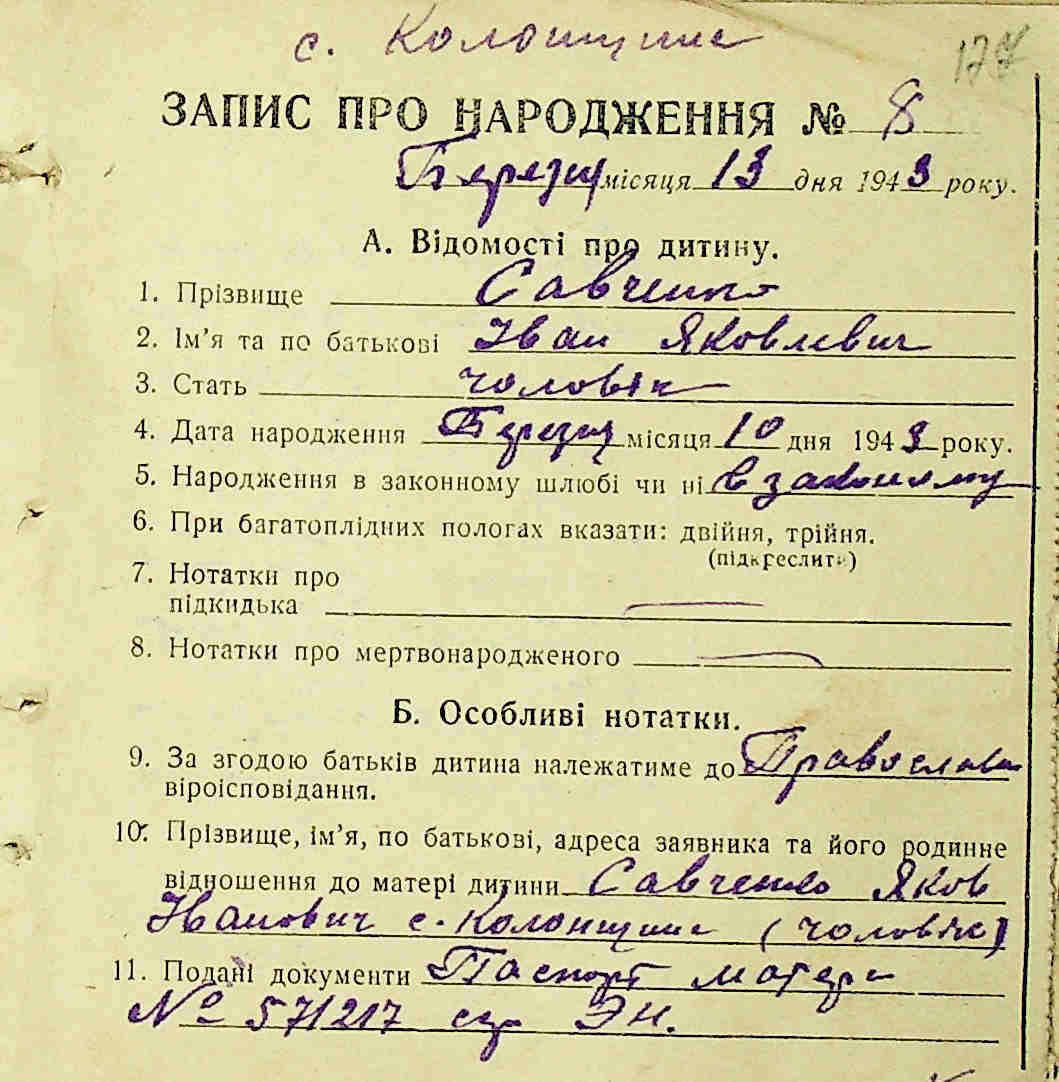 с. Колонщине
177
ЗАПИС ПРО НАРОДЖЕННЯ № 8
Березня місяця 13 дня 1943 року.
А. Відомості про дитину.
1. Прізвище Савченко
2. Ім’я та по батькові Іван Яковлевич
3. Стать чоловік
4. Дата народження Березня місяця 10 дня 1943 року.
5. Народження в законному шлюбі чи ні в законному
6. При багатоплідних пологах вказати: двійня, трійня.
(підкреслити)
7. Нотатки про
підкидька —
8. Нотатки про мертвонародженого —
Б. Особливі нотатки.
9. За згодою батьків дитина належатиме до Православн
віроісповідання.
10. Прізвище, ім’я, по батькові, адреса заявника та його родинне
відношення до матері дитини Савченко Яков
Іванович с. Колонщине (чоловік)
11. Подані документи Паспорт матери
№ 571217 сер ЭН.